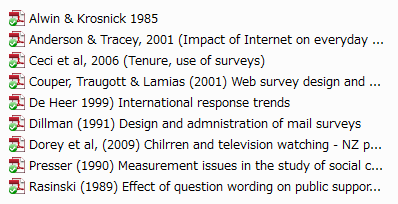 Alwin & Krosnick 1985
Anderson & Tracey, 2001 (Impact of Internet on everyday ...
Ceci et al, 2006 (Tenure, use of surveys)
Couper, Traugott & Lamias (2001) Web survey design and ...
De Heer 1999) International response trends
Dillman (1991) Design and admnistration of mail surveys
Dorey et al, (2009) Chilrren and television watching - NZ p...
Presser (1990) Measurement issues in the study of social c...
Rasinski (1989) Effect of question wording on public suppor...